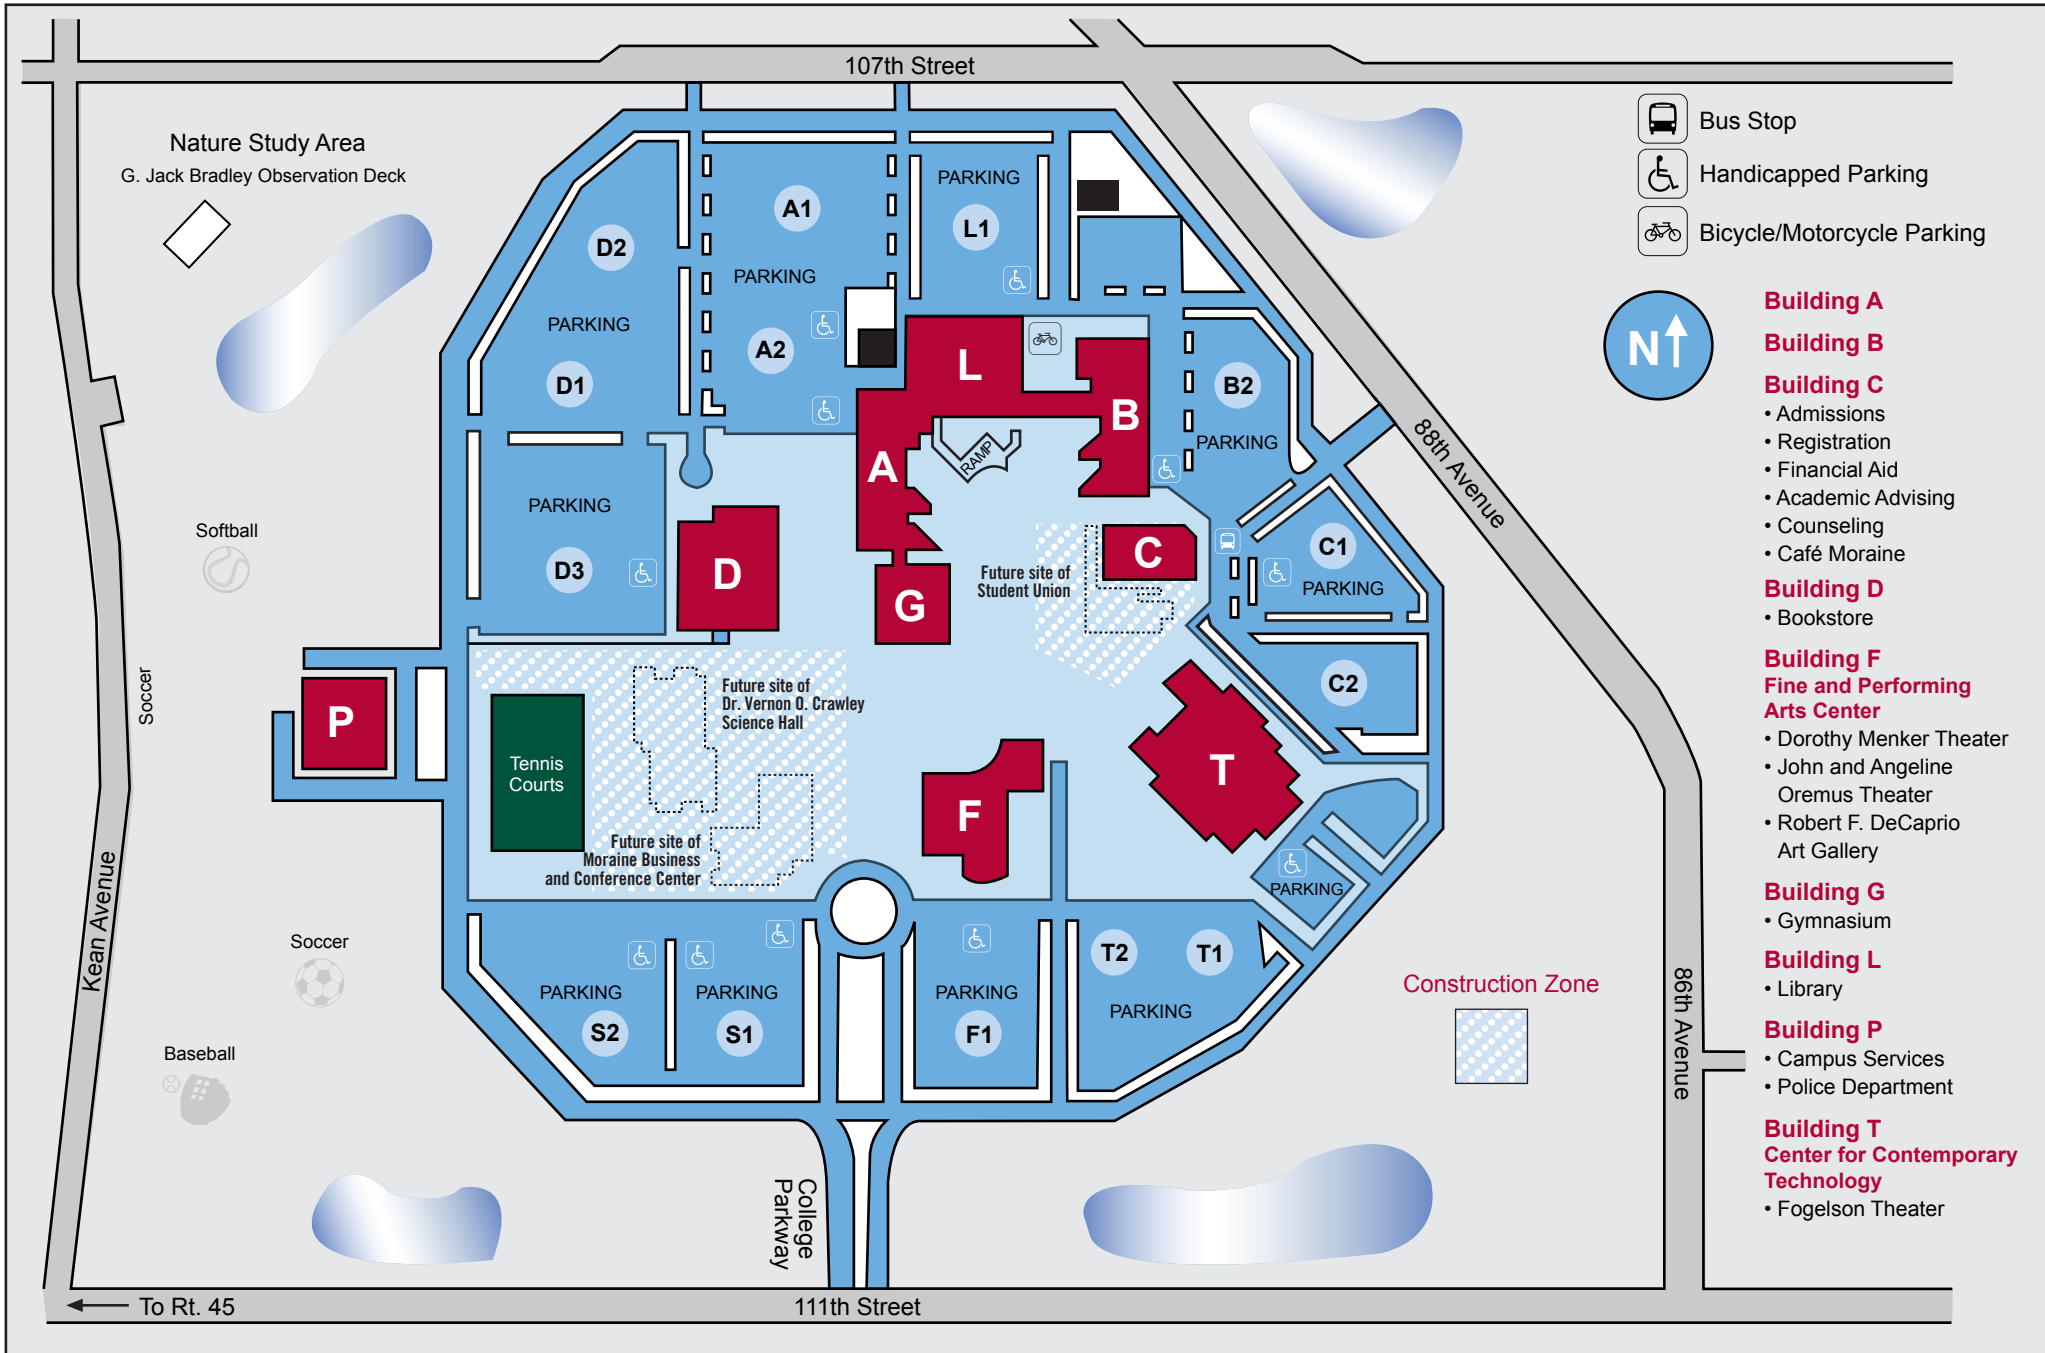 107th Street
Nature Study Area
G. Jack Bradley Observation Deck
Bus Stop
Handicapped Parking
Bicycle/Motorcycle Parking
N
PARKING
A1
PARKING
L1
D2
PARKING
A2
PARKING
D1
L
B2
PARKING
B
A
RAMP
88th Avenue
PARKING
D3
D
G
C
C1
PARKING
Future site of
Student Union
Softball
Soccer
P
Future site of
Dr. Vernon O. Crawley
Science Hall
C2
Tennis
Courts
T
F
Future site of
Moraine Business
and Conference Center
PARKING
Kean Avenue
Soccer
T2
T1
PARKING
S2
PARKING
S1
PARKING
F1
PARKING
Construction Zone
86th Avenue
Baseball
College
Parkway
To Rt. 45
111th Street
Building A
Building B
Building C
• Admissions
• Registration
• Financial Aid
• Academic Advising
• Counseling
• Café Moraine
Building D
• Bookstore
Building F
Fine and Performing
Arts Center
• Dorothy Menker Theater
• John and Angeline
Oremus Theater
• Robert F. DeCaprio
Art Gallery
Building G
• Gymnasium
Building L
• Library
Building P
• Campus Services
• Police Department
Building T
Center for Contemporary
Technology
• Fogelson Theater